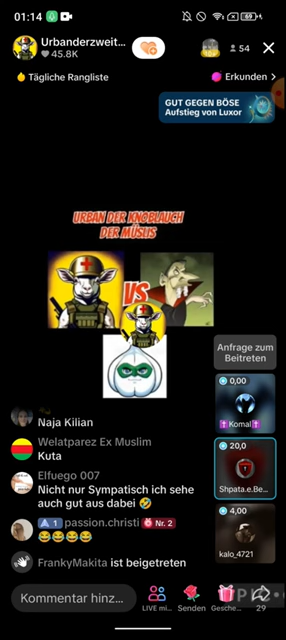 01:14
69
Urbanderzweit...
45.8K
54
Tägliche Rangliste
Erkunden >
GUT GEGEN BÖSE
Aufstieg von Luxor
URBAN DER KNOBLAUCH
DER MÜSLIS
VS
Anfrage zum
Beitreten
0,00
✝️Komal✝️
Naja Kilian
Welatparez Ex Muslim
Kuta
20,0
Shpata.e.Be...
Elfuego 007
Nicht nur Sympatisch ich sehe
auch gut aus dabei 🤣
A 1 passion.christi Nr. 2
😂😂😂😂
4,00
kalo_4721
FrankyMakita ist beigetreten
Kommentar hinz...
LIVE mi...
Senden
Gesche...
29